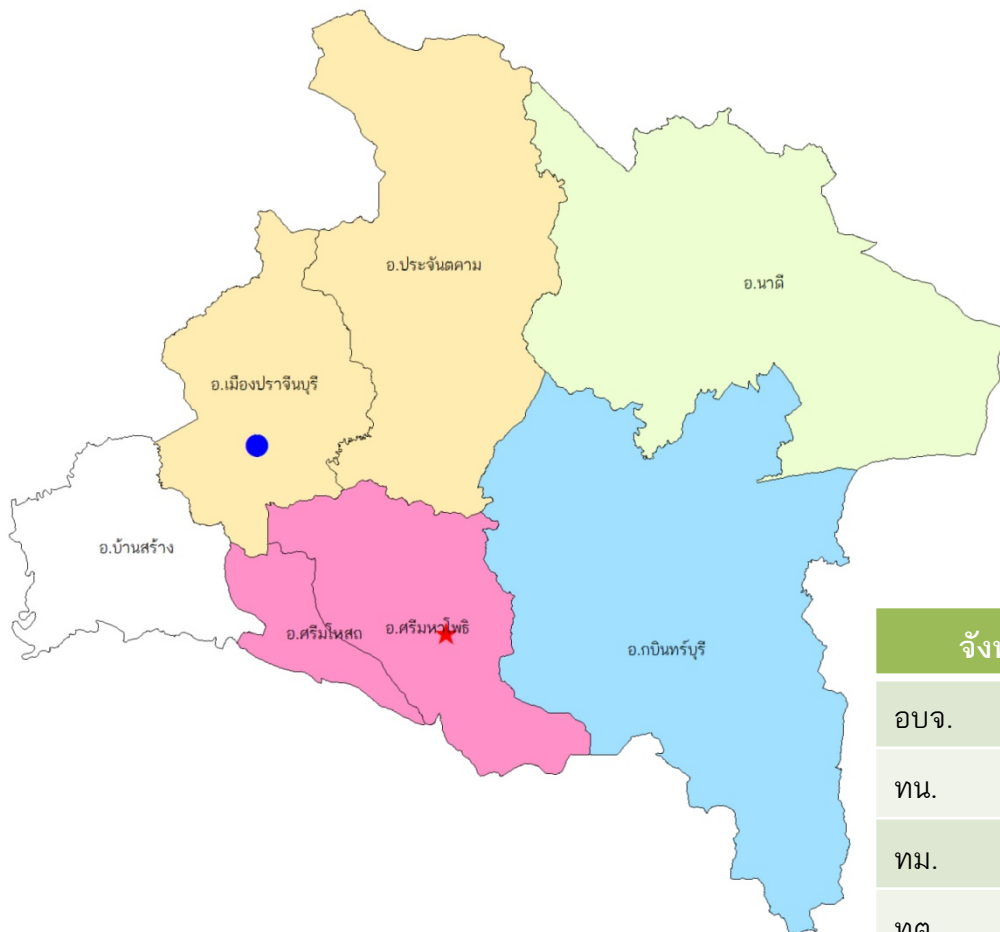 อ.ประจันตคาม
อ.นาดี
อ.เมืองปราจีนบุรี
อ.บ้านสร้าง
อ.ศรีมโหสถ
อ.ศรีมหาโพธิ
อ.กบินทร์บุรี
อบจ.
ทน.
ทม.